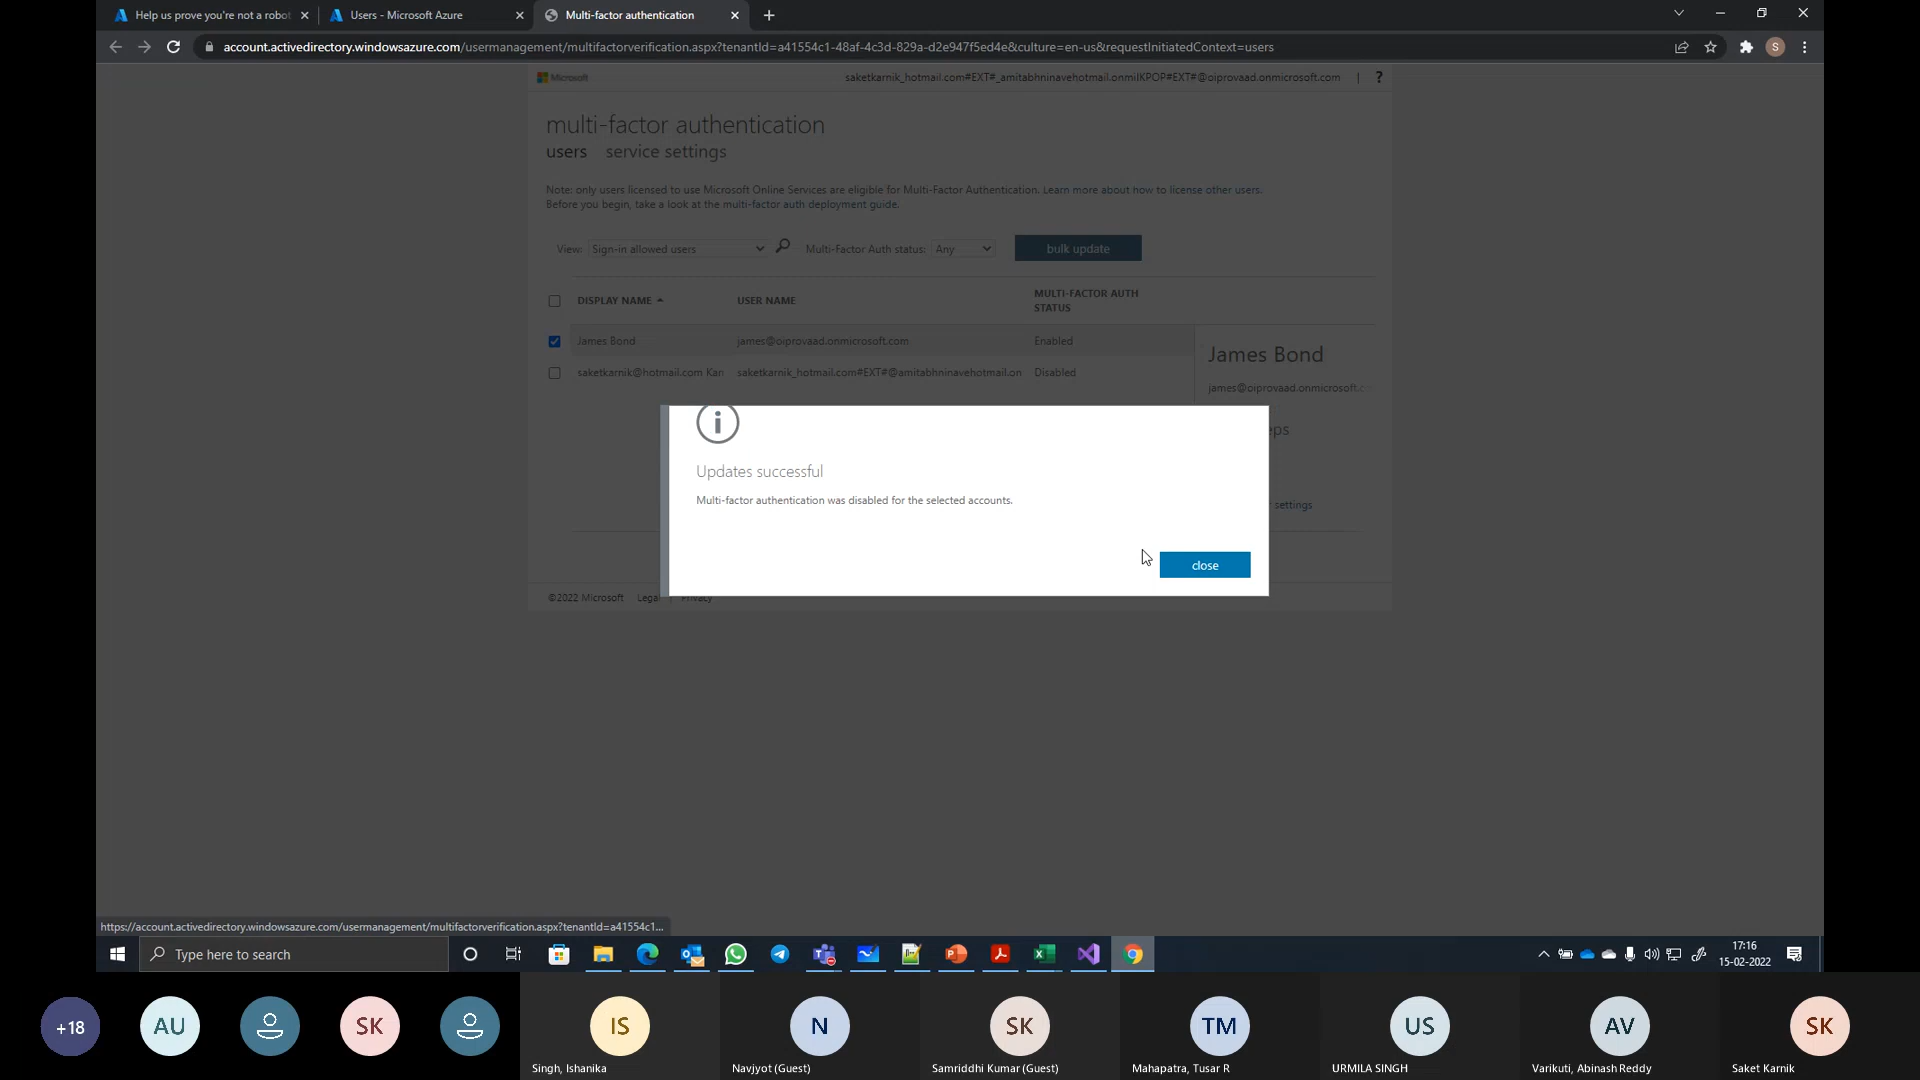 Help us prove you're not a robot
Users - Microsoft Azure
Multi-factor authentication
account.activedirectory.windowsazure.com/usermanagement/multifactorverification.aspx?tenantId=a41554c1-48af-4c3d-829a-d2e947f5ed4e&culture=en-us&requestInitiatedContext=users
S
Microsoft
saketkarnik_hotmail.com#EXT#_amitabhninavehotmail.onmilKPOP#EXT#@oiprovaad.onmicrosoft.com | ?
multi-factor authentication
users service settings
Note: only users licensed to use Microsoft Online Services are eligible for Multi-Factor Authentication. Learn more about how to license other users.
Before you begin, take a look at the multi-factor auth deployment guide.
View: Sign-in allowed users Multi-Factor Auth status: Any bulk update
DISPLAY NAME USER NAME MULTI-FACTOR AUTH
STATUS
James Bond james@oiprovaad.onmicrosoft.com Enabled
James Bond
saketkarnik@hotmail.com Kar saketkarnik_hotmail.com#EXT#@amitabhninavehotmail.on Disabled
james@oiprovaad.onmicrosoft.c
eps
i
Updates successful
Multi-factor authentication was disabled for the selected accounts.
settings
close
©2022 Microsoft Legal Privacy
https://account.activedirectory.windowsazure.com/usermanagement/multifactorverification.aspx?tenantId=a41554c1...
Type here to search
17:16
15-02-2022
+18 AU SK IS N SK TM US AV SK
Singh, Ishanika Navjyot (Guest) Samriddhi Kumar (Guest) Mahapatra, Tusar R URMILA SINGH Varikuti, Abinash Reddy Saket Karnik